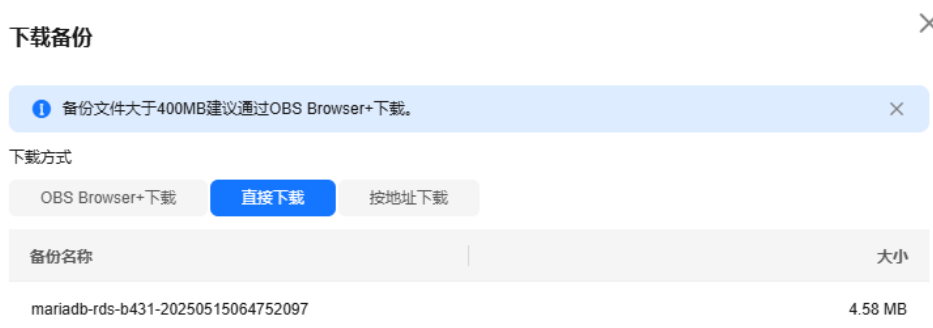 下载备份
备份文件大于400MB建议通过OBS Browser+下载。
下载方式
OBS Browser+下载 直接下载 按地址下载
备份名称 大小
mariadb-rds-b431-20250515064752097 4.58 MB